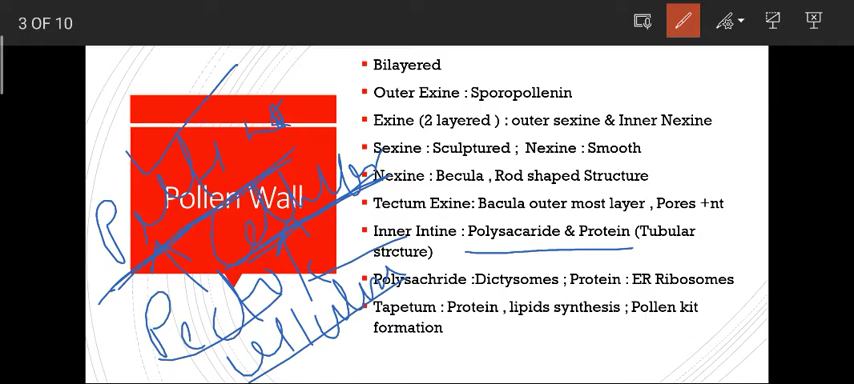 3 OF 10
Pollen Wall
Bilayered
Outer Exine : Sporopollenin
Exine (2 layered ) : outer sexine & Inner Nexine
Sexine : Sculptured ; Nexine : Smooth
Nexine : Becula , Rod shaped Structure
Tectum Exine: Bacula outer most layer , Pores +nt
Inner Intine : Polysacaride & Protein (Tubular
strcture)
Polysachride :Dictysomes ; Protein : ER Ribosomes
Tapetum : Protein , lipids synthesis ; Pollen kit
formation